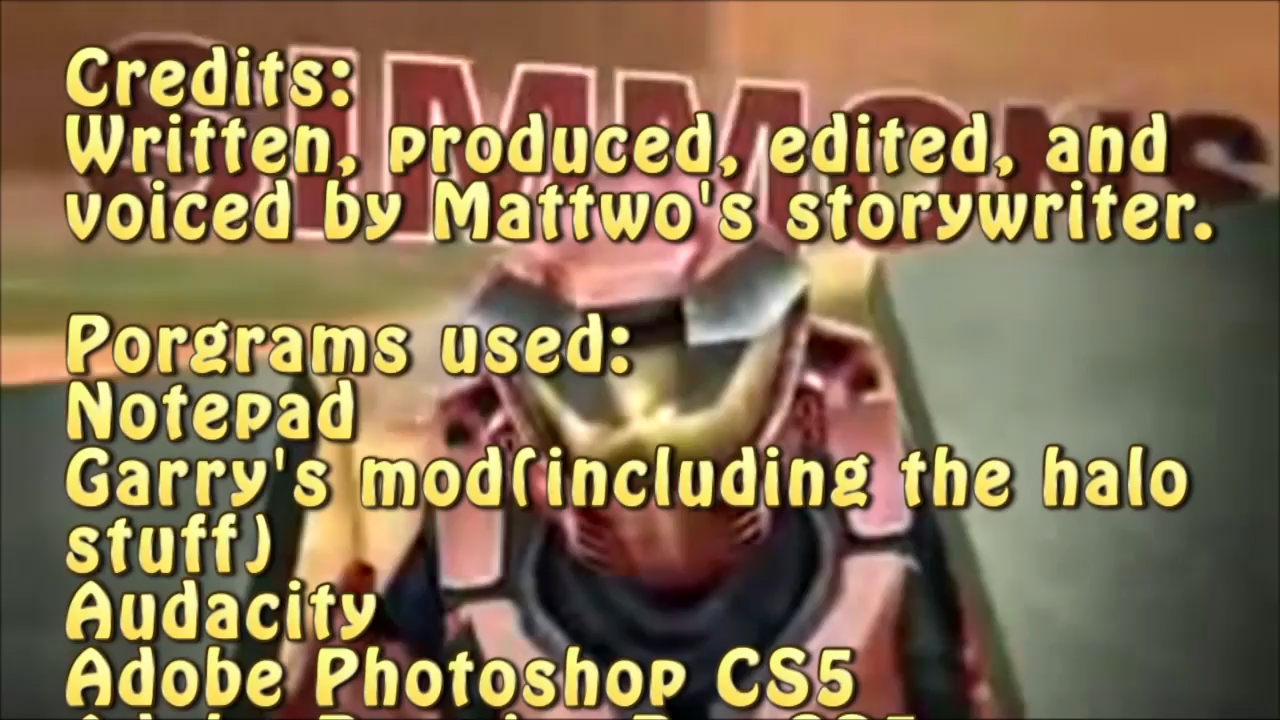 SIMMONS
Credits:
Written, produced, edited, and
voiced by Mattwo's storywriter.
Porgrams used:
Notepad
Garry's mod(including the halo
stuff)
Audacity
Adobe Photoshop CS5